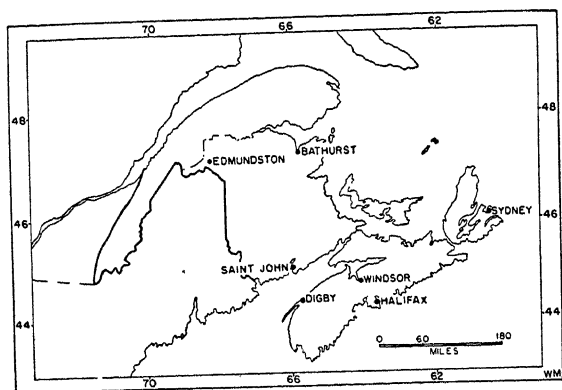 70 66 62
48 48
BATHURST
EDMUNDSTON
46 46
SYDNEY
SAINT JOHN
WINDSOR
DIGBY
HALIFAX
44 44
0 60 180
MILES
70 66 62
WM